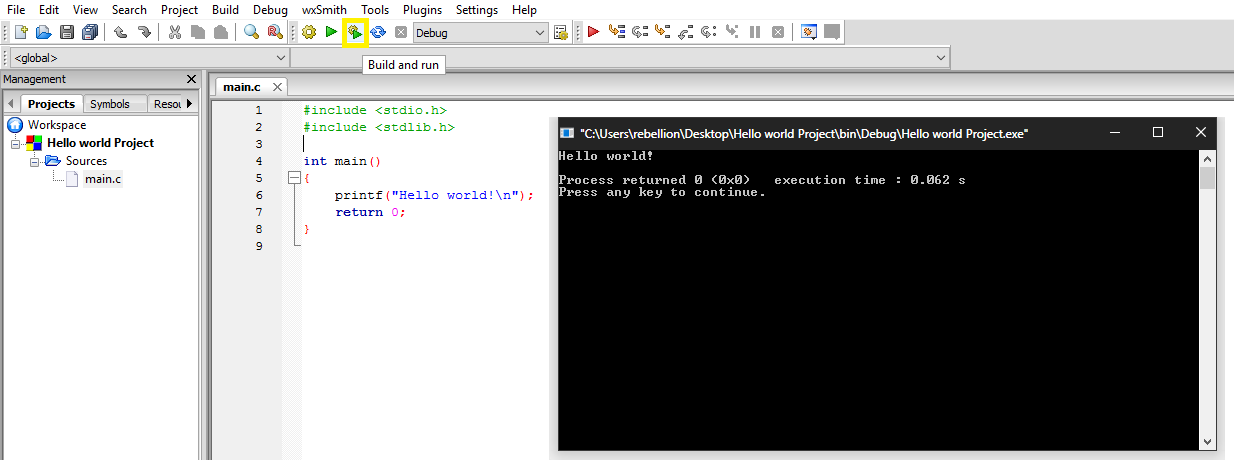 File Edit View Search Project Build Debug wxSmith Tools Plugins Settings Help
Debug
<global>
Build and run
Management
Projects Symbols Resou
Workspace
Hello world Project
Sources
main.c
main.c
1 #include <stdio.h>
2 #include <stdlib.h>
3
4 int main()
5 {
6 printf("Hello world!\n");
7 return 0;
8 }
9
"C:\Users\rebellion\Desktop\Hello world Project\bin\Debug\Hello world Project.exe"
Hello world!
Process returned 0 (0x0) execution time : 0.062 s
Press any key to continue.